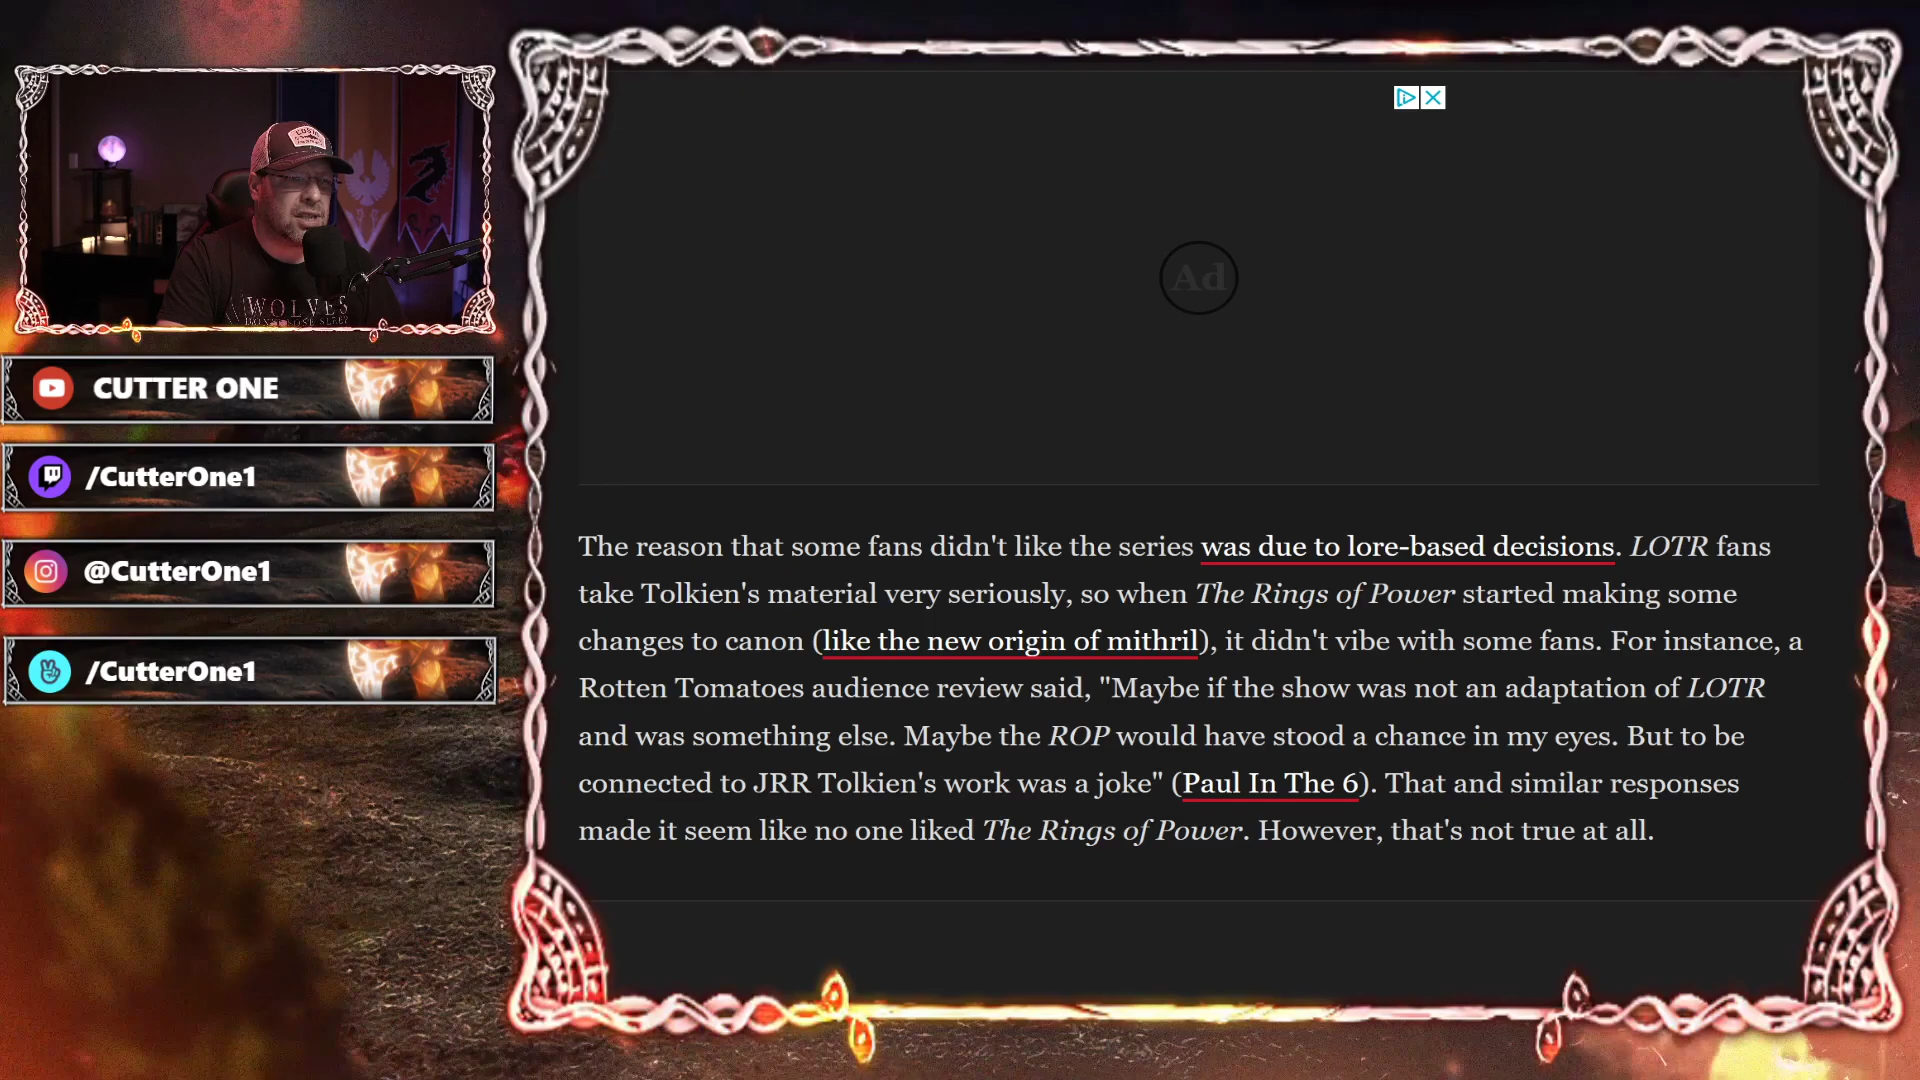 WOLVES
CUTTER ONE
/CutterOne1
@CutterOne1
/CutterOne1
Ad
The reason that some fans didn't like the series was due to lore-based decisions. LOTR fans
take Tolkien's material very seriously, so when The Rings of Power started making some
changes to canon (like the new origin of mithril), it didn't vibe with some fans. For instance, a
Rotten Tomatoes audience review said, "Maybe if the show was not an adaptation of LOTR
and was something else. Maybe the ROP would have stood a chance in my eyes. But to be
connected to JRR Tolkien's work was a joke" (Paul In The 6). That and similar responses
made it seem like no one liked The Rings of Power. However, that's not true at all.